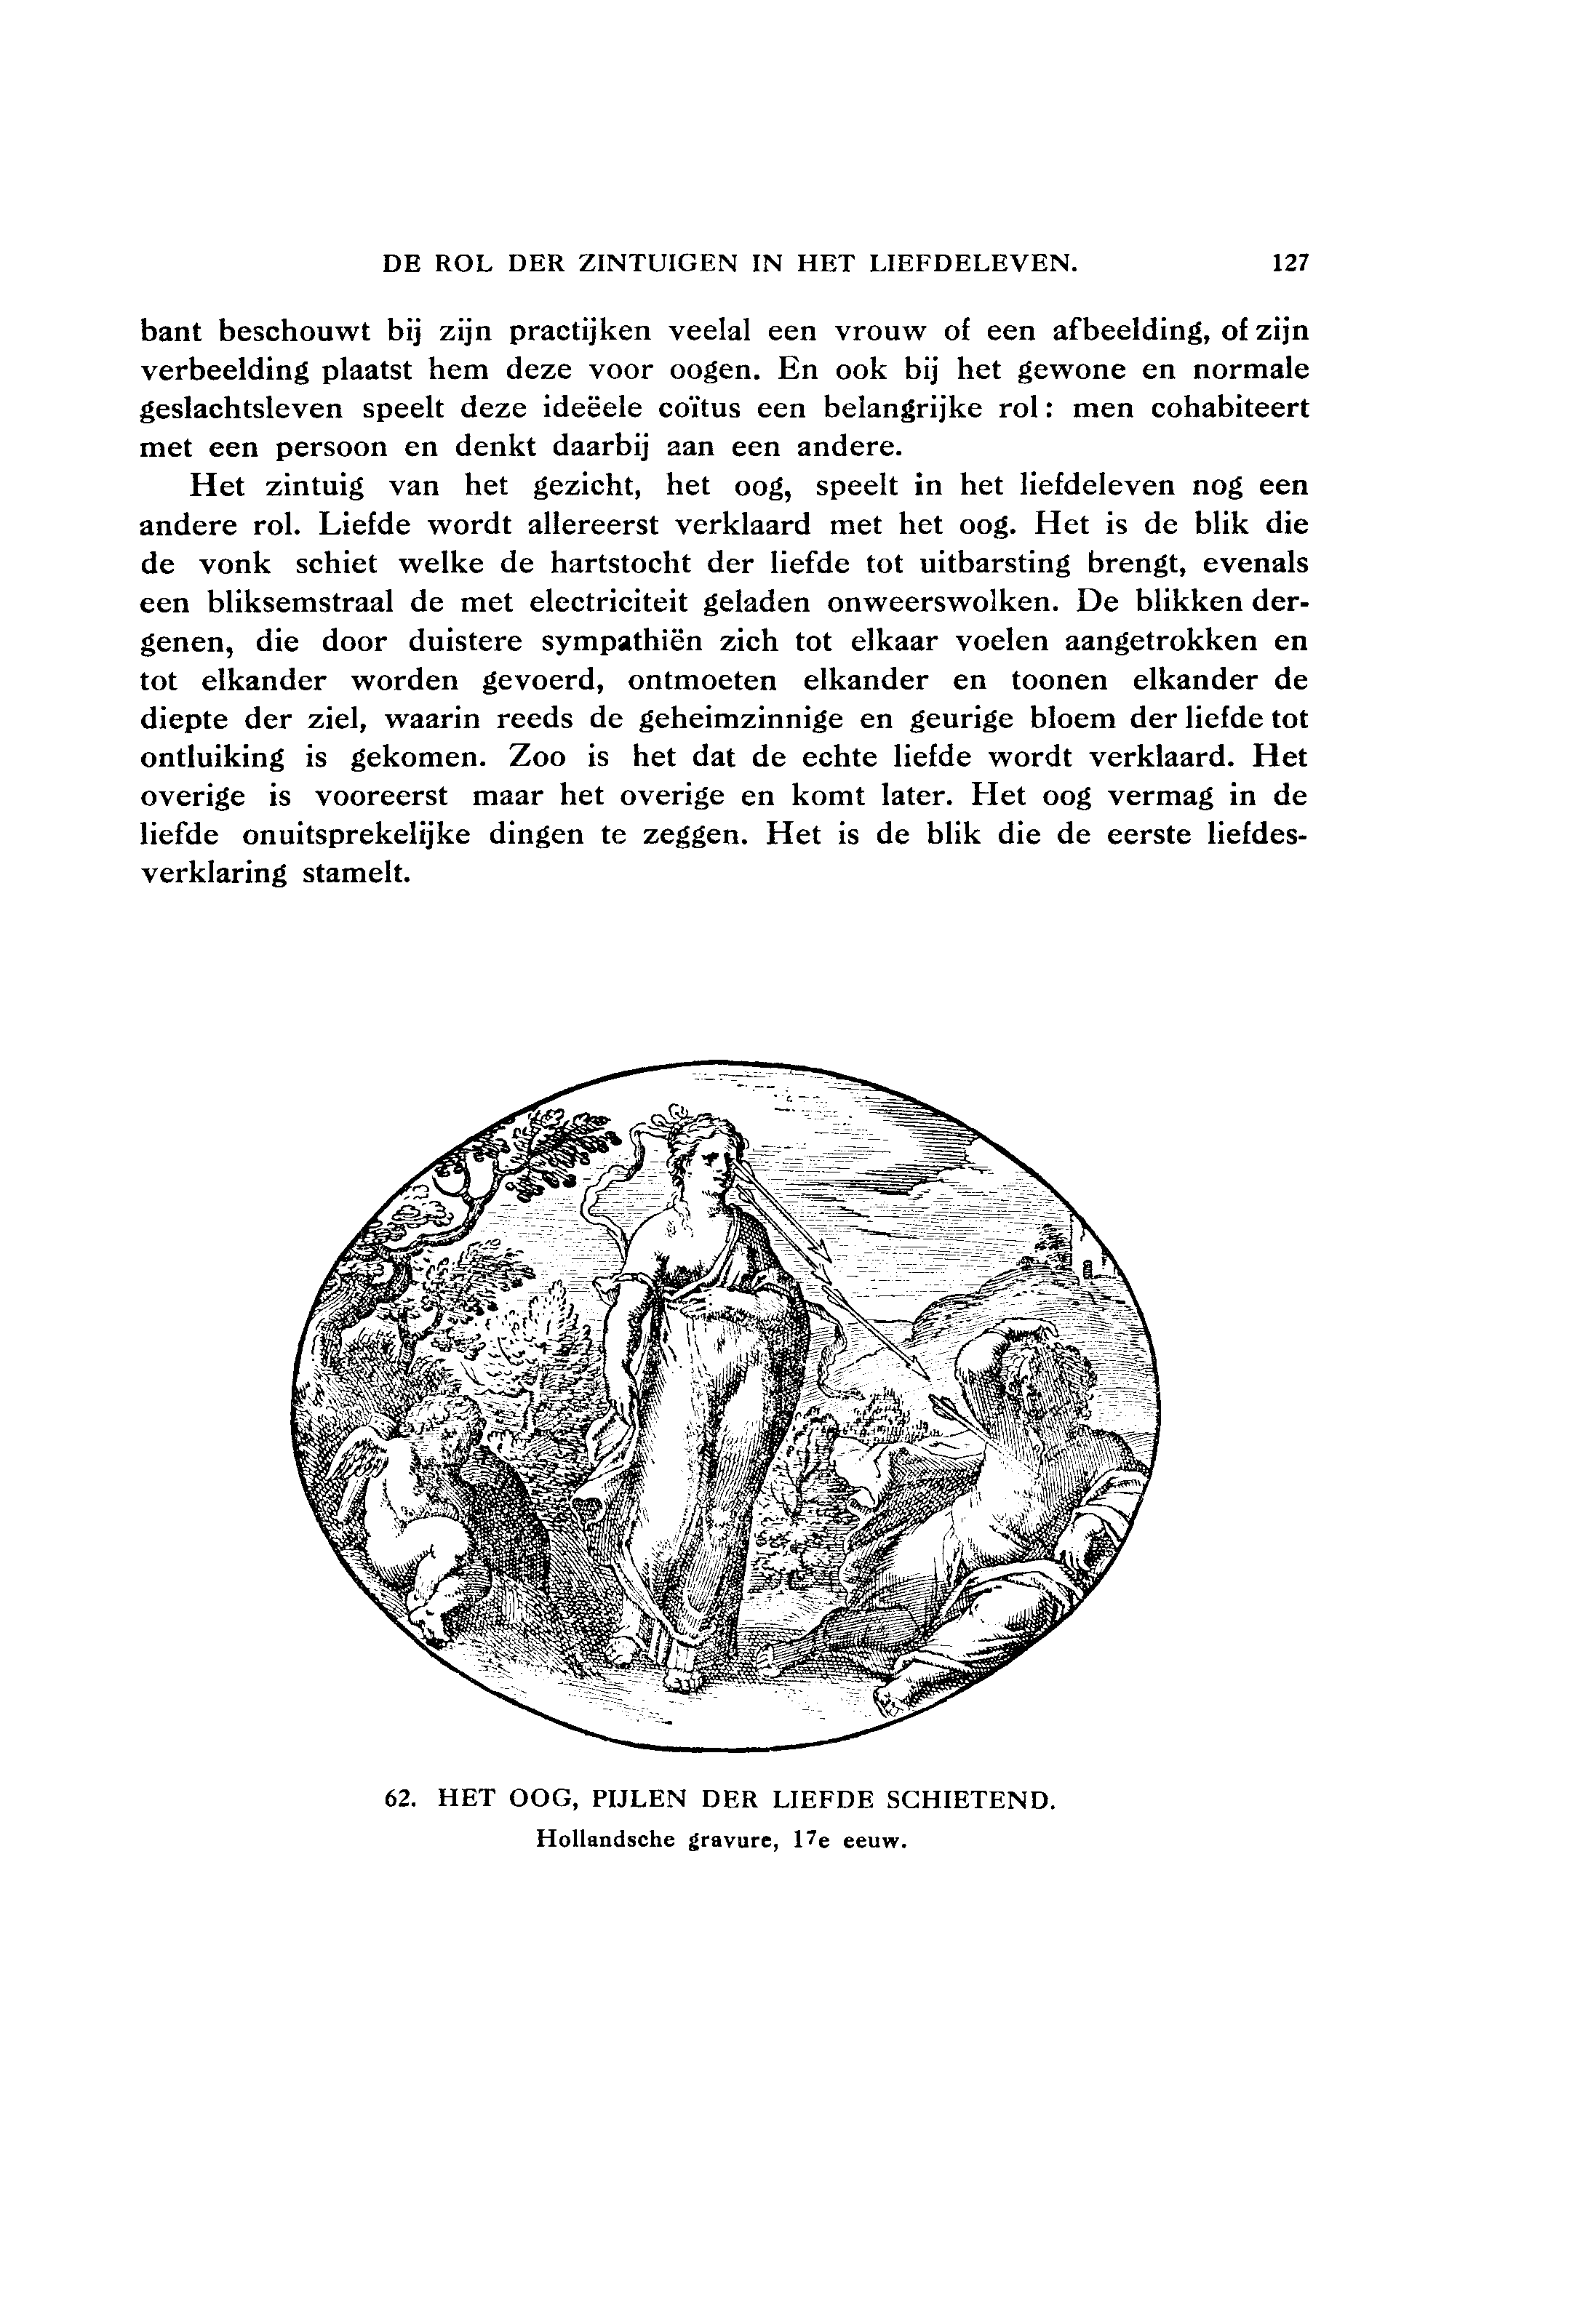 DE ROL DER ZINTUIGEN IN HET LIEFDELEVEN. 127
bant beschouwt bij zijn practijken veelal een vrouw of een afbeelding, of zijn
verbeelding plaatst hem deze voor oogen. En ook bij het gewone en normale
geslachtsleven speelt deze ideëele coïtus een belangrijke rol: men cohabiteert
met een persoon en denkt daarbij aan een andere.
Het zintuig van het gezicht, het oog, speelt in het liefdeleven nog een
andere rol. Liefde wordt allereerst verklaard met het oog. Het is de blik die
de vonk schiet welke de hartstocht der liefde tot uitbarsting brengt, evenals
een bliksemstraal de met electriciteit geladen onweerswolken. De blikken der-
genen, die door duistere sympathiën zich tot elkaar voelen aangetrokken en
tot elkander worden gevoerd, ontmoeten elkander en toonen elkander de
diepte der ziel, waarin reeds de geheimzinnige en geurige bloem der liefde tot
ontluiking is gekomen. Zoo is het dat de echte liefde wordt verklaard. Het
overige is vooreerst maar het overige en komt later. Het oog vermag in de
liefde onuitsprekelijke dingen te zeggen. Het is de blik die de eerste liefdes-
verklaring stamelt.
62. HET OOG, PIJLEN DER LIEFDE SCHIETEND.
Hollandsche gravure, 17e eeuw.